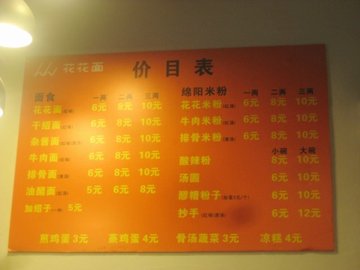 花花面 价目表
面食 一两 二两 三两
花花面 6元 8元 10元
干绍面 6元 8元 10元
杂酱面 6元 8元 10元
牛肉面 6元 8元 10元
排骨面 6元 8元 10元
油脆面 5元 6元 8元
加绍子 5元
绵阳米粉 一两 二两 三两
花花米粉 6元 8元 10元
牛肉米粉 6元 8元 10元
排骨米粉 6元 8元 10元
小碗 大碗
酸辣粉 8元 10元
汤圆 6元 10元
醪糟粉子 6元 10元
抄手 6元 12元
煎鸡蛋 3元 蒸鸡蛋 4元 骨汤蔬菜 3元 凉糕 4元